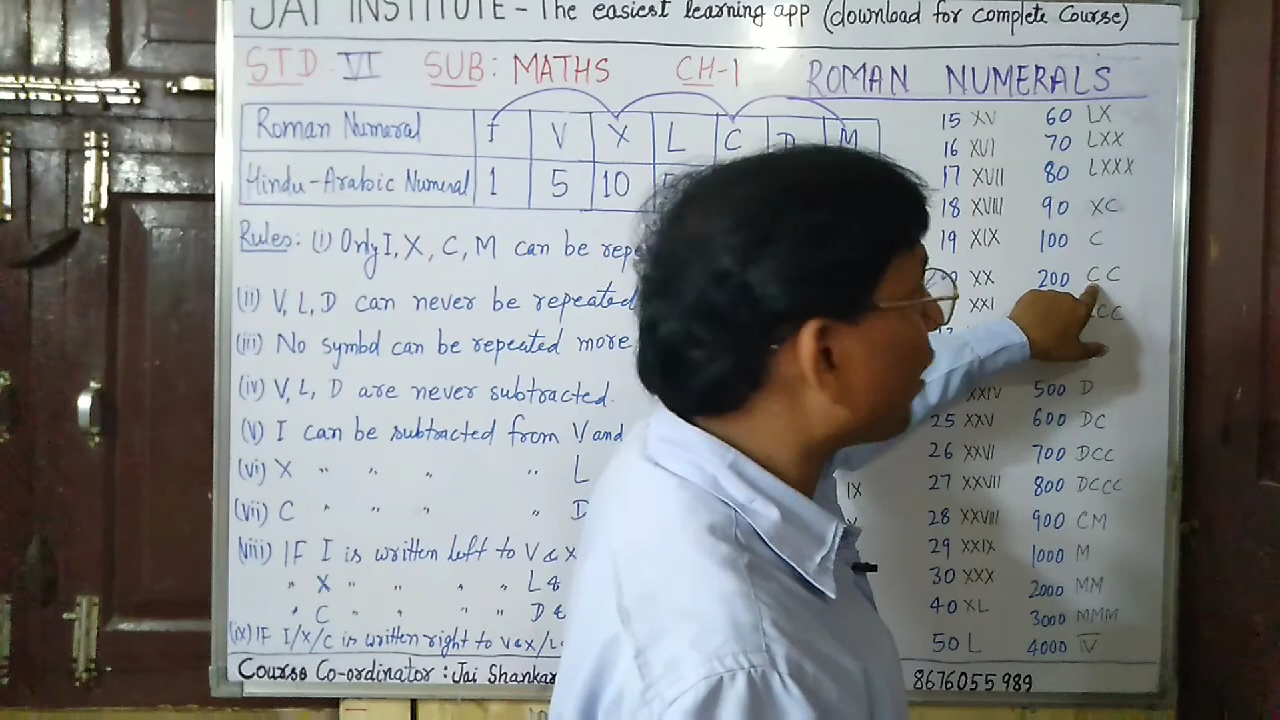 JAI INSTITUTE - The easiest learning app (download for complete Course)
STD VI SUB: MATHS CH-1 ROMAN NUMERALS
Roman Numeral I V X L C D M
Hindu-Arabic Numeral 1 5 10
Rules: (i) Only I, X, C, M can be
(ii) V, L, D can never be repeated
(iii) No symbol can be repeated more
(iv) V, L, D are never subtracted.
(v) I can be subtracted from V and
(vi) X " " " " L
(vii) C " " " "
(viii) IF I is written left to V & X
" X " " " " L &
" C " " " " D &
(ix) IF I/X/C is written right to V & X/L
IX
15 XV
16 XVI
17 XVII
18 XVIII
19 XIX
XX
XXI
XXIV
25 XXV
26 XXVI
27 XXVII
28 XXVIII
29 XXIX
30 XXX
40 XL
50 L
60 LX
70 LXX
80 LXXX
90 XC
100 C
200 CC
500 D
600 DC
700 DCC
800 DCCC
900 CM
1000 M
2000 MM
3000 MMM
4000 I̅V̅
Course Co-ordinator : Jai Shankar
8676055989